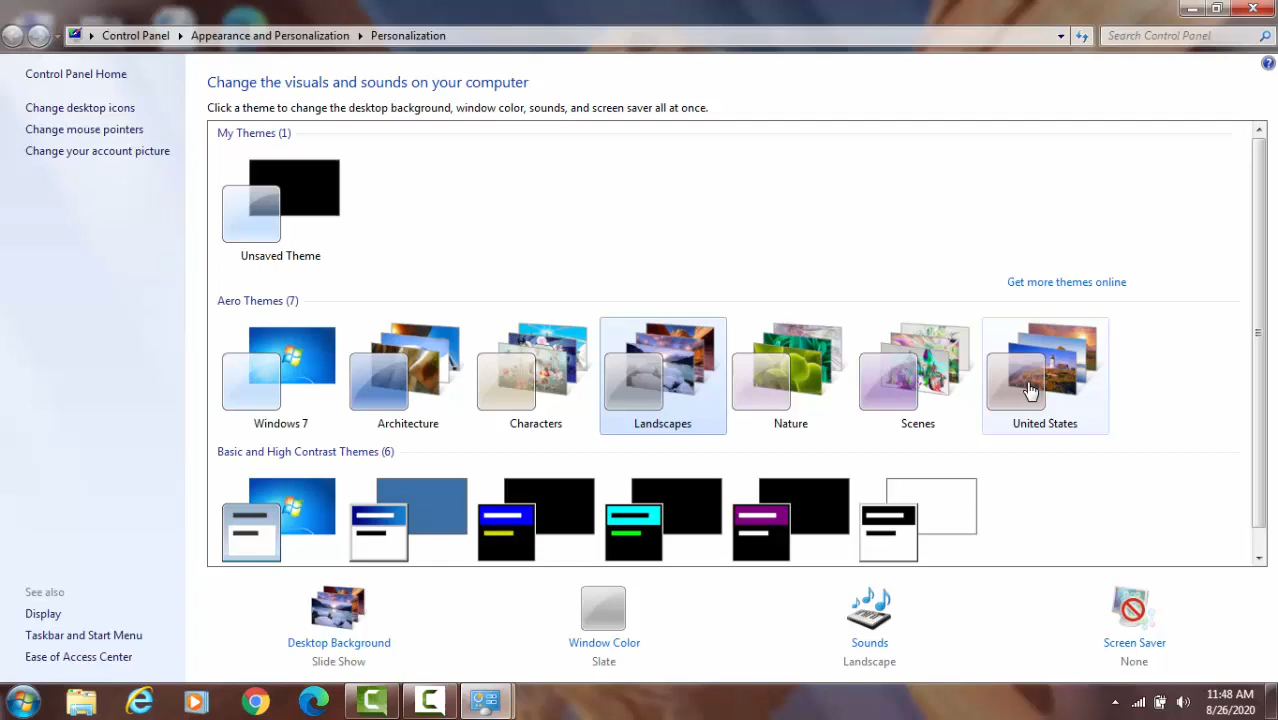 Control Panel
Appearance and Personalization
Personalization
Search Control Panel
Control Panel Home
Change desktop icons
Change mouse pointers
Change your account picture
Change the visuals and sounds on your computer
Click a theme to change the desktop background, window color, sounds, and screen saver all at once.
My Themes (1)
Unsaved Theme
Get more themes online
Aero Themes (7)
Windows 7
Architecture
Characters
Landscapes
Nature
Scenes
United States
Basic and High Contrast Themes (6)
See also
Display
Taskbar and Start Menu
Ease of Access Center
Desktop Background
Slide Show
Window Color
Slate
Sounds
Landscape
Screen Saver
None
11:48 AM
8/26/2020